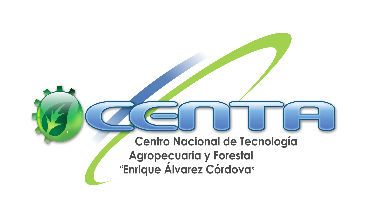 CENTA
Centro Nacional de Tecnología
Agropecuaria y Forestal
"Enrique Álvarez Córdova"